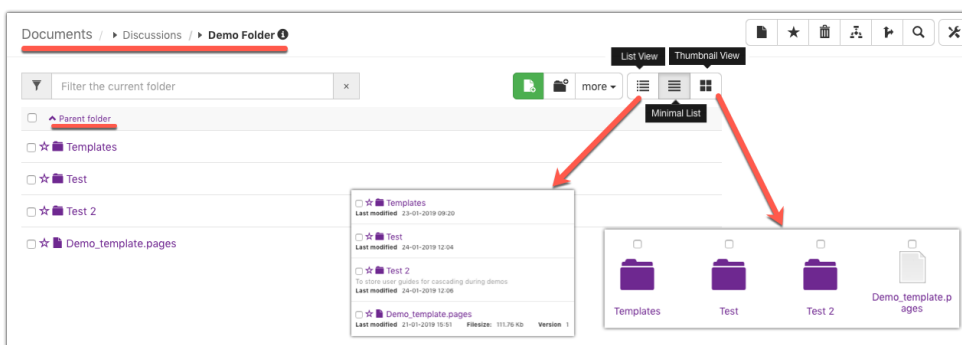 Documents / Discussions / Demo Folder
List View
Thumbnail View
Filter the current folder
×
more
Minimal List
Parent folder
Templates
Test
Test 2
Demo_template.pages
Templates
Last modified 23-01-2019 09:20
Test
Last modified 24-01-2019 12:04
Test 2
To store user guides for cascading during demos
Last modified 24-01-2019 12:06
Demo_template.pages
Last modified 21-01-2019 15:51 Filesize: 111.76 Kb Version 1
Templates
Test
Test 2
Demo_template.p
ages